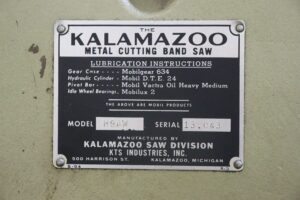 THE
KALAMAZOO
METAL CUTTING BAND SAW
LUBRICATION INSTRUCTIONS
Gear Case ----- Mobilgear 634
Hydraulic Cylinder - Mobil D.T.E. 24
Pivot Bar ---- Mobil Vactra Oil Heavy Medium
Idle Wheel Bearings - Mobilux 2
THE ABOVE ARE MOBIL PRODUCTS
MODEL SERIAL
MANUFACTURED BY
KALAMAZOO SAW DIVISION
KTS INDUSTRIES, INC.
500 HARRISON ST. KALAMAZOO, MICHIGAN